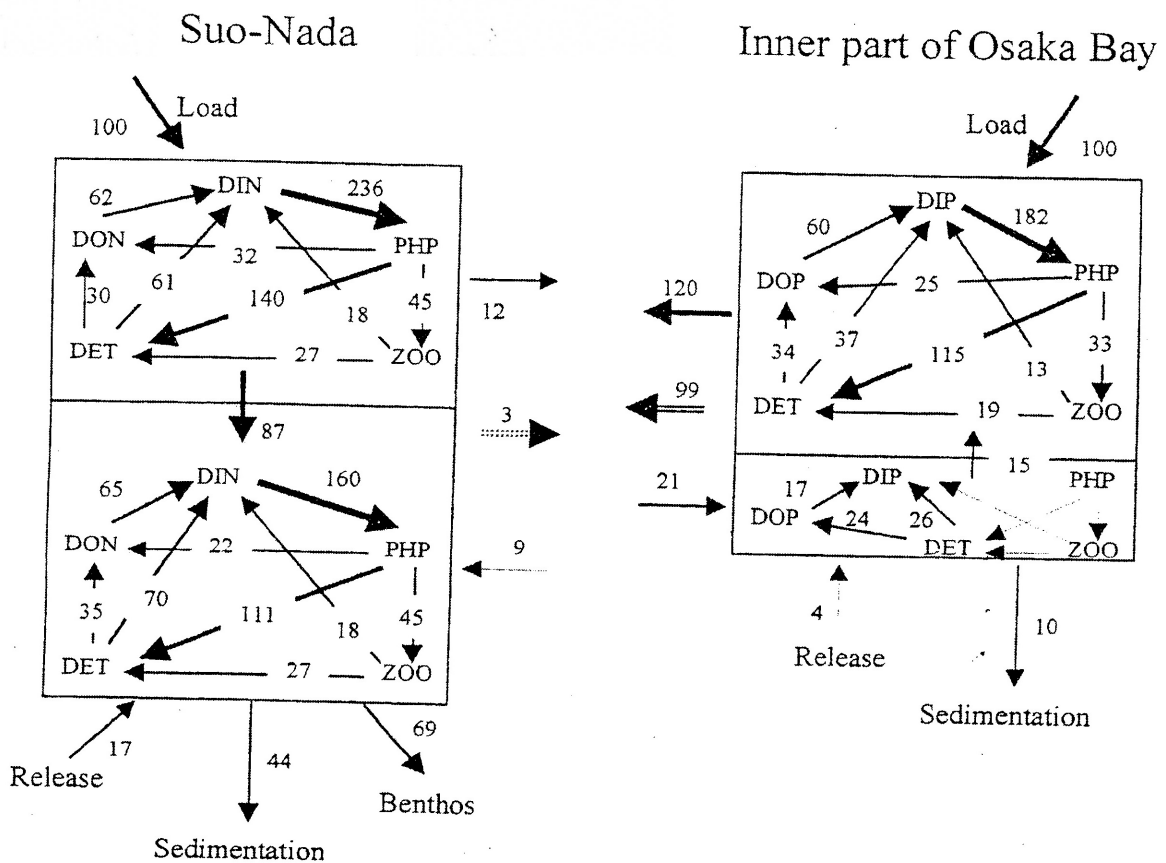 Suo-Nada
Load
100
DIN
62
236
DON
PHP
32
61
30
140
45
18
DET
27
ZOO
12
87
3
DIN
65
160
DON
22
PHP
9
70
35
111
45
18
DET
27
ZOO
17
Release
44
69
Benthos
Sedimentation
Inner part of Osaka Bay
Load
100
DIP
60
182
DOP
25
PHP
120
34
37
115
33
13
99
DET
19
ZOO
15
21
DIP
PHP
17
DOP
24
26
DET
ZOO
4
10
Release
Sedimentation